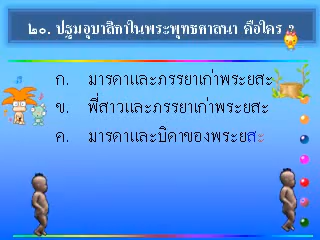 ๒๐. ปฐมอุบาสิกาในพระพุทธศาสนา คือใคร ?
ก. มารดาและภรรยาเก่าพระยสะ
ข. พี่สาวและภรรยาเก่าพระยสะ
ค. มารดาและบิดาของพระยสะ